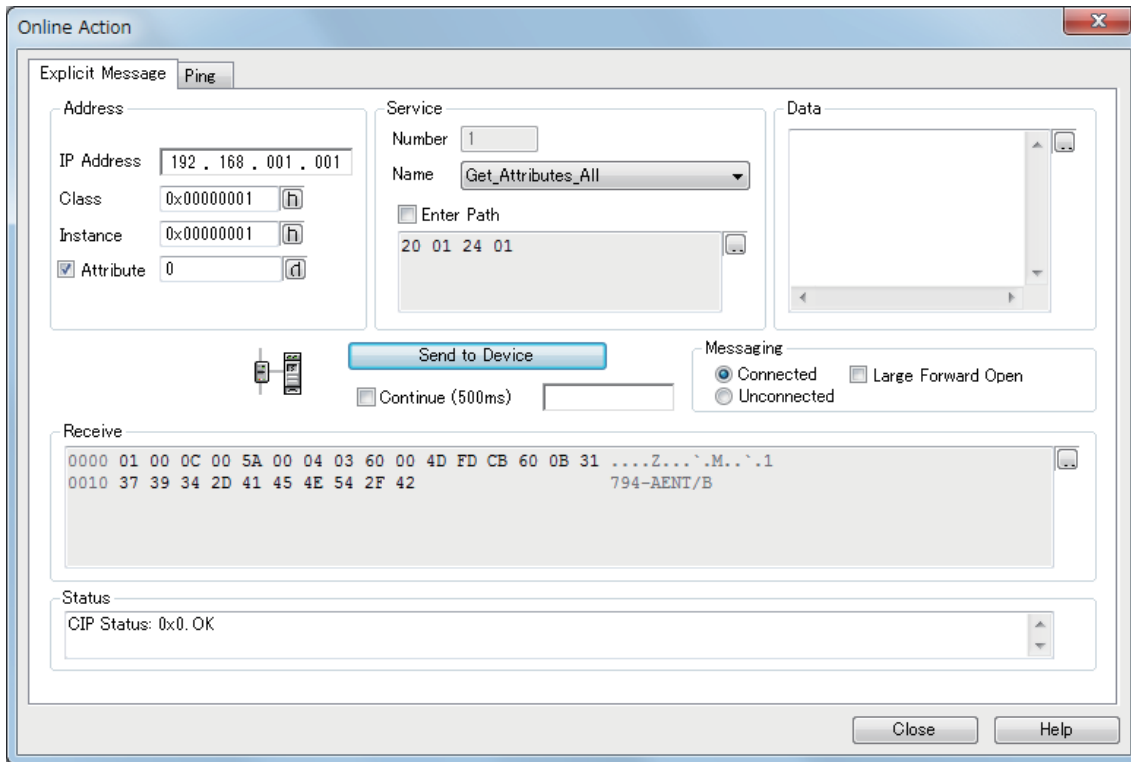 Online Action
Explicit Message Ping
Address
IP Address 192 . 168 . 001 . 001
Class 0x00000001 h
Instance 0x00000001 h
Attribute 0 d
Service
Number 1
Name Get_Attributes_All
Enter Path
20 01 24 01 ..
Data
..
Send to Device
Continue (500ms)
Messaging
Connected Large Forward Open
Unconnected
Receive
0000 01 00 0C 00 5A 00 04 03 60 00 4D FD CB 60 0B 31 ....Z...`.M..`.1 ..
0010 37 39 34 2D 41 45 4E 54 2F 42 794-AENT/B
Status
CIP Status: 0x0. OK
Close Help